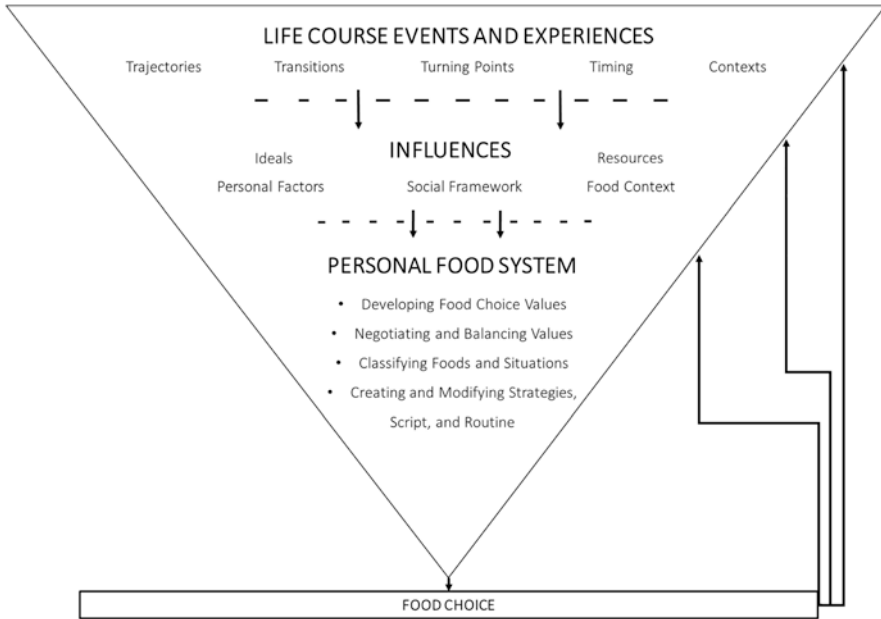 LIFE COURSE EVENTS AND EXPERIENCES
Trajectories Transitions Turning Points Timing Contexts
INFLUENCES
Ideals Resources
Personal Factors Social Framework Food Context
PERSONAL FOOD SYSTEM
• Developing Food Choice Values
• Negotiating and Balancing Values
• Classifying Foods and Situations
• Creating and Modifying Strategies,
Script, and Routine
FOOD CHOICE